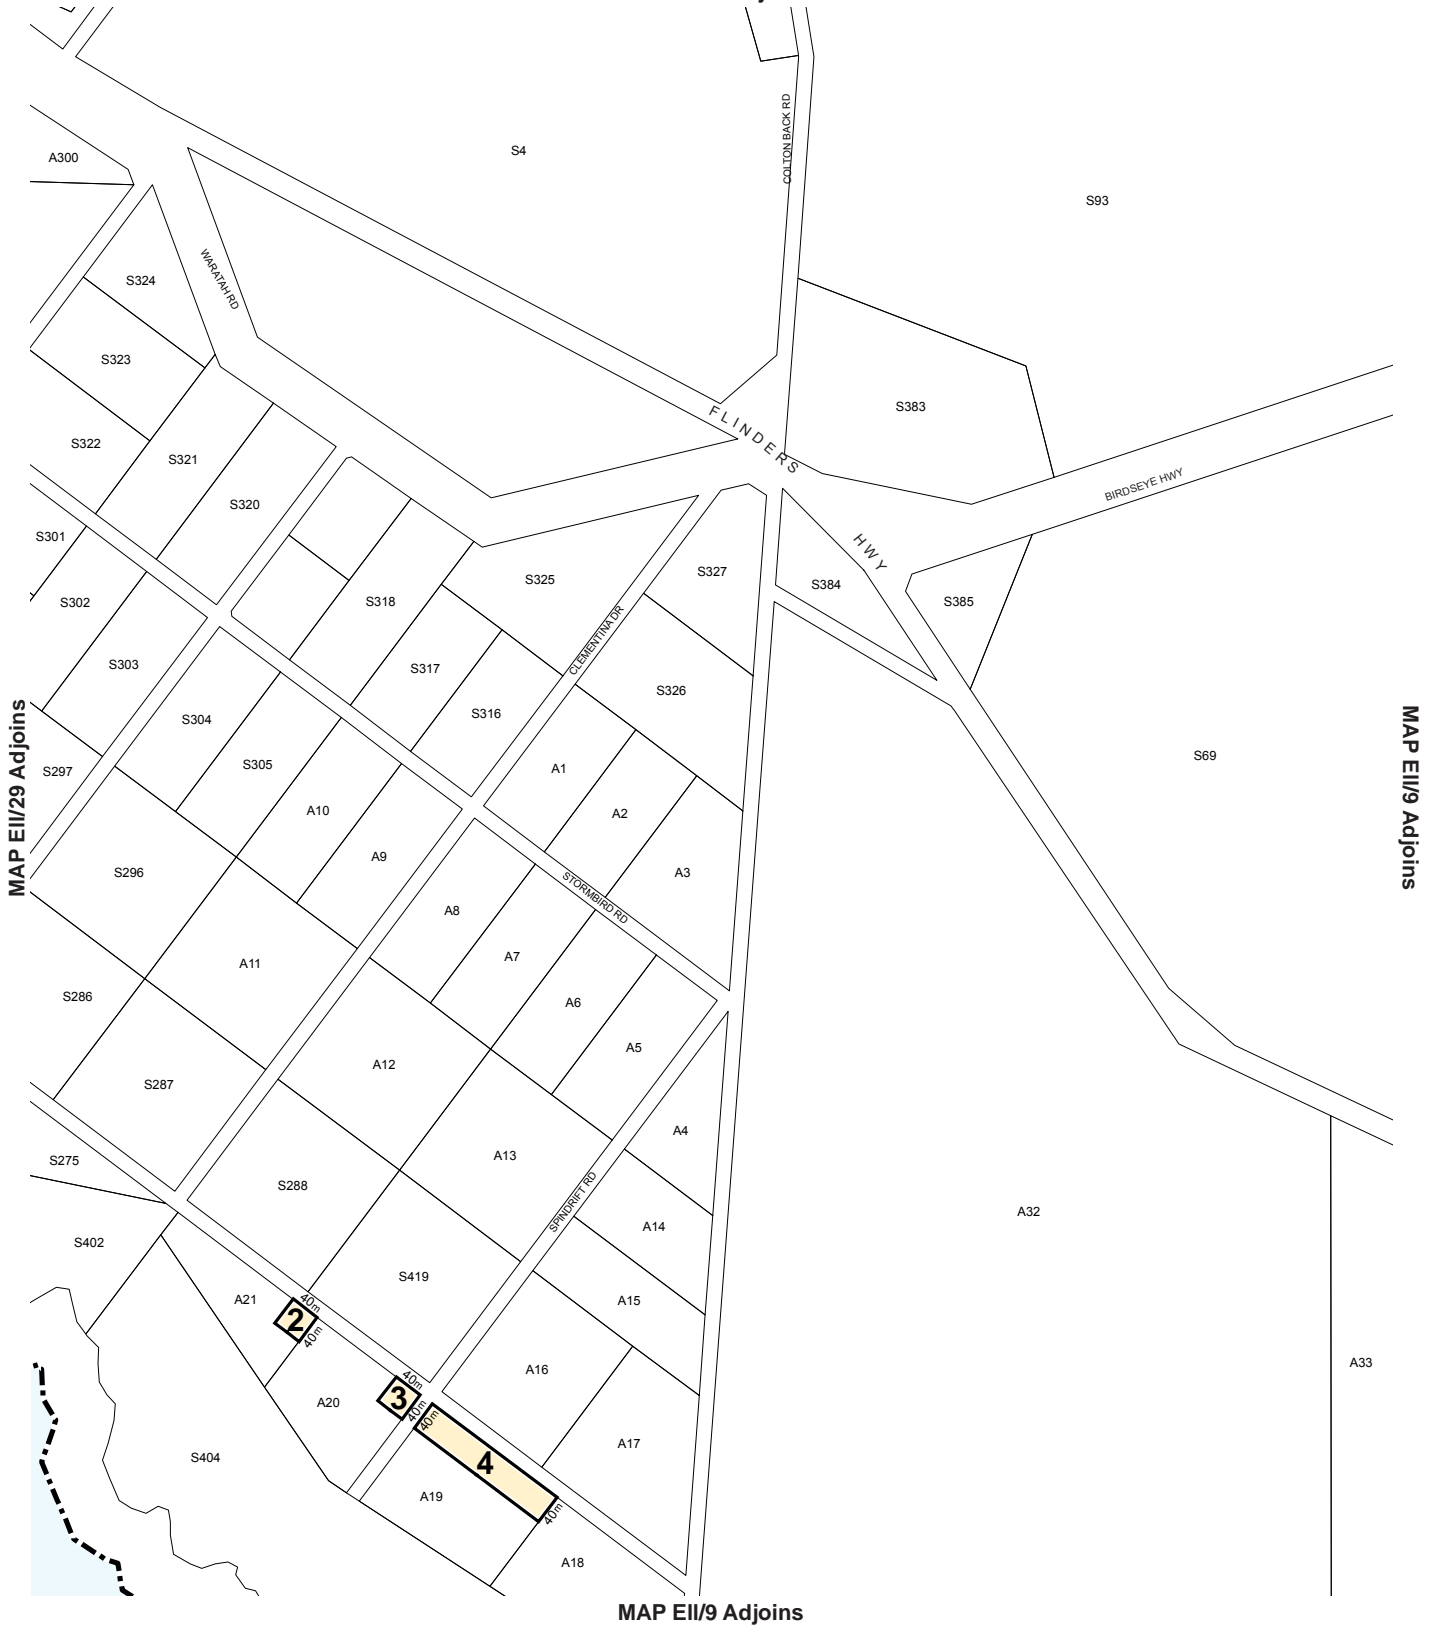 A300
S4
COLTON BACK RD
S93
S324
WARATAH RD
S323
S383
FLINDERS
S322
S321
BIRDSEYE HWY
S320
S301
HWY
S325
S327
S384
S385
S302
S318
CLEMENTINA DR
S303
S317
S326
S304
S316
MAP EII/29 Adjoins
MAP EII/9 Adjoins
S69
S297
S305
A1
A10
A2
A9
S296
A3
A8
STORMBIRD RD
A7
A11
S286
A6
A5
A12
S287
A4
A13
S275
S288
SPINDRIFT RD
A14
A32
S402
S419
A21
40m
2
40m
A15
A16
A33
40m
3
40m
A20
40m
A17
4
S404
A19
40m
A18
MAP EII/9 Adjoins